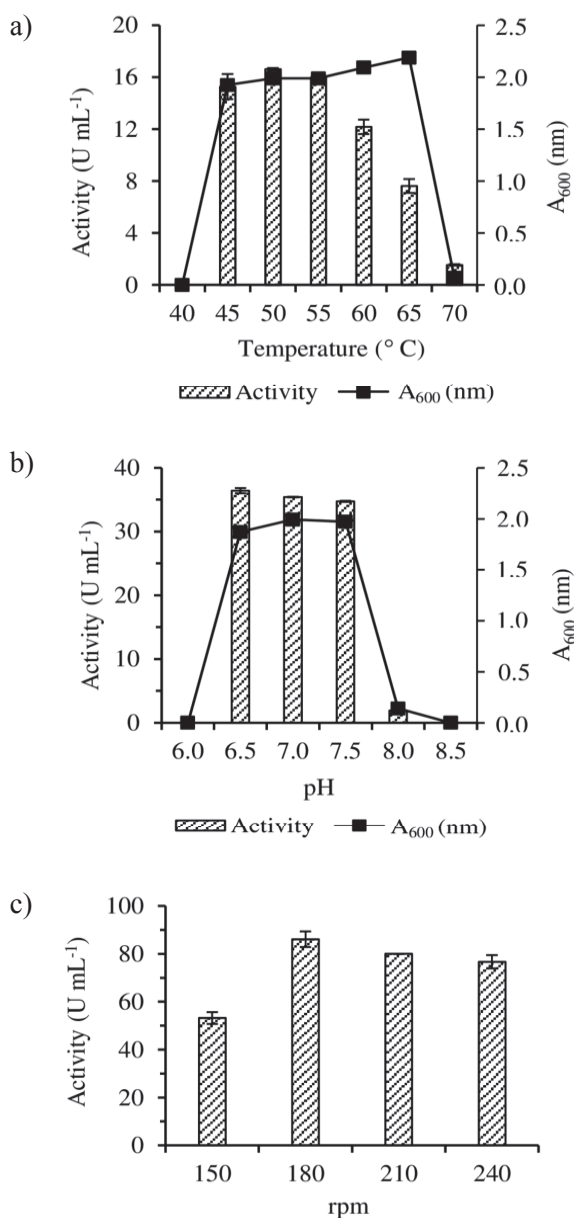 a)
20
16
12
8
4
0
Activity (U mL⁻¹)
2.5
2.0
1.5
1.0
0.5
0.0
A₆₀₀ (nm)
40 45 50 55 60 65 70
Temperature (° C)
Activity A₆₀₀ (nm)
b)
40
30
20
10
0
Activity (U mL⁻¹)
2.5
2.0
1.5
1.0
0.5
0.0
A₆₀₀ (nm)
6.0 6.5 7.0 7.5 8.0 8.5
pH
Activity A₆₀₀ (nm)
c)
100
80
60
40
20
0
Activity (U mL⁻¹)
150 180 210 240
rpm